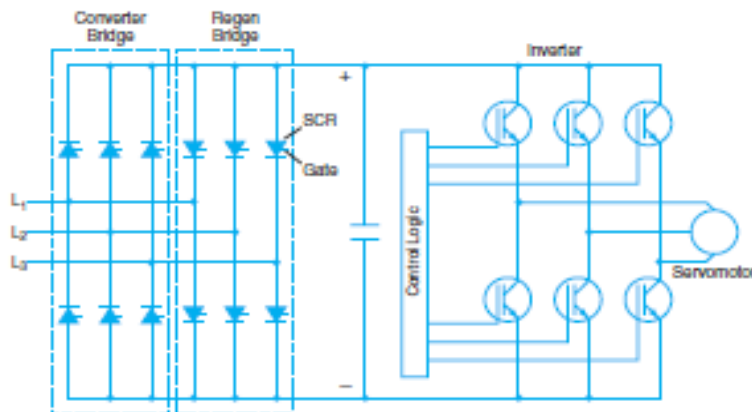 Converter
Bridge
Regen
Bridge
Inverter
+
SCR
Gate
L1
L2
L3
Control Logic
Servomotor
−